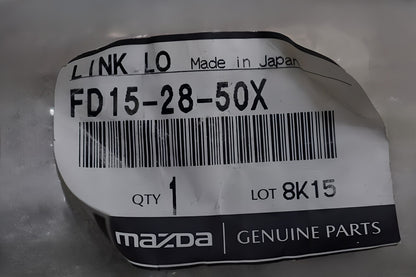 LINK LO Made in Japan
FD15-28-50X
QTY 1 LOT 8K15
mazda GENUINE PARTS